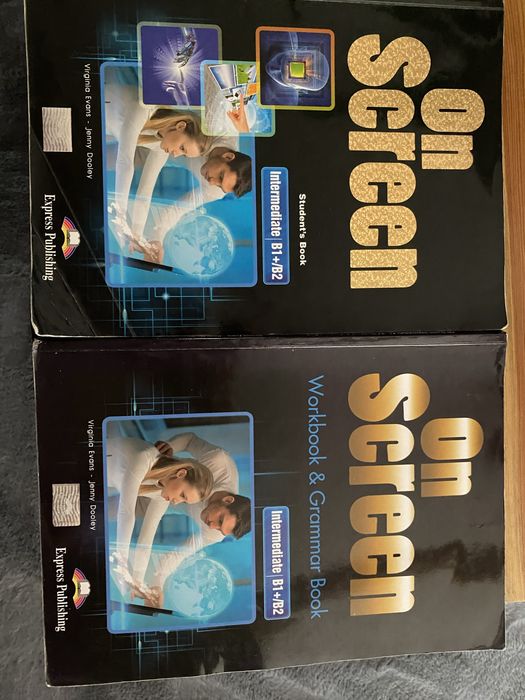 on
Screen
Student's Book
Intermediate B1+/B2
Virginia Evans - Jenny Dooley
Express Publishing
on
Screen
Workbook & Grammar Book
Intermediate B1+/B2
Virginia Evans - Jenny Dooley
Express Publishing